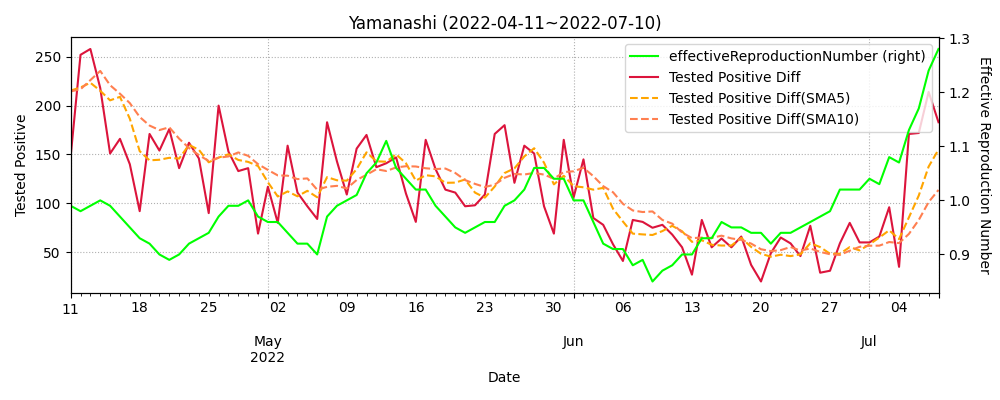 Yamanashi (2022-04-11~2022-07-10)
effectiveReproductionNumber (right)
Tested Positive Diff
Tested Positive Diff(SMA5)
Tested Positive Diff(SMA10)
Tested Positive
250
200
150
100
50
1.3
1.2
1.1
1.0
0.9
Effective Reproduction Number
11 18 25 02 09 16 23 30 06 13 20 27 04
May Jun Jul
2022
Date